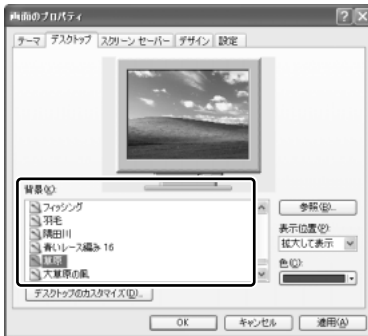 画面のプロパティ
テーマ デスクトップ スクリーン セーバー デザイン 設定
背景(K):
フィッシング
羽毛
隅田川
青いレース編み 16
草原
大草原の風
参照(B)...
表示位置(P):
拡大して表示
色(C):
デスクトップのカスタマイズ(D)...
OK キャンセル 適用(A)